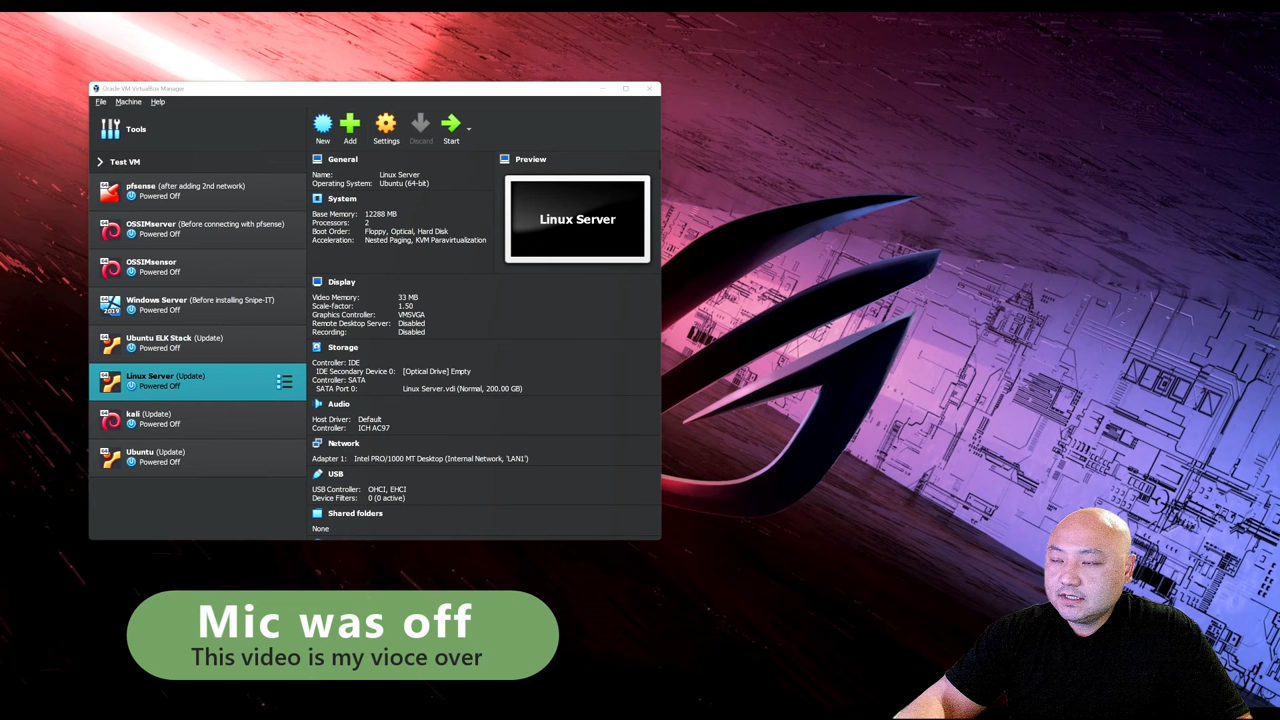 Oracle VM VirtualBox Manager
File Machine Help
Tools
Test VM
pfsense (after adding 2nd network)
Powered Off
OSSIMserver (Before connecting with pfsense)
Powered Off
OSSIMsensor
Powered Off
Windows Server (Before installing Snipe-IT)
Powered Off
2019
Ubuntu ELK Stack (Update)
Powered Off
Linux Server (Update)
Powered Off
kali (Update)
Powered Off
Ubuntu (Update)
Powered Off
New Add Settings Discard Start
General
Name: Linux Server
Operating System: Ubuntu (64-bit)
System
Base Memory: 12288 MB
Processors: 2
Boot Order: Floppy, Optical, Hard Disk
Acceleration: Nested Paging, KVM Paravirtualization
Preview
Linux Server
Display
Video Memory: 33 MB
Scale-factor: 1.50
Graphics Controller: VMSVGA
Remote Desktop Server: Disabled
Recording: Disabled
Storage
Controller: IDE
IDE Secondary Device 0: [Optical Drive] Empty
Controller: SATA
SATA Port 0: Linux Server.vdi (Normal, 200.00 GB)
Audio
Host Driver: Default
Controller: ICH AC97
Network
Adapter 1: Intel PRO/1000 MT Desktop (Internal Network, 'LAN1')
USB
USB Controller: OHCI, EHCI
Device Filters: 0 (0 active)
Shared folders
None
Mic was off
This video is my vioce over